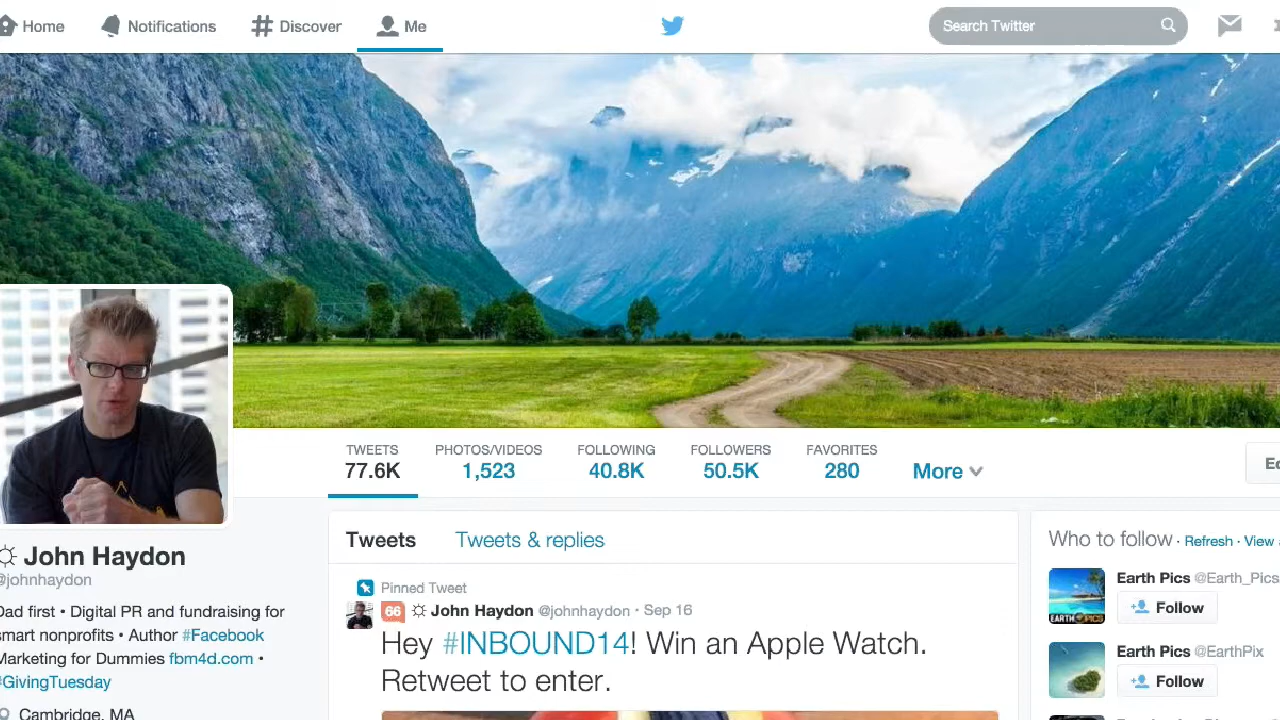 Home Notifications # Discover Me Search Twitter
TWEETS PHOTOS/VIDEOS FOLLOWING FOLLOWERS FAVORITES
77.6K 1,523 40.8K 50.5K 280 More
John Haydon
@johnhaydon
Dad first • Digital PR and fundraising for
smart nonprofits • Author #Facebook
Marketing for Dummies fbm4d.com •
#GivingTuesday
Cambridge, MA
Tweets Tweets & replies
Pinned Tweet
66 John Haydon @johnhaydon · Sep 16
Hey #INBOUND14! Win an Apple Watch.
Retweet to enter.
Who to follow · Refresh · View
Earth Pics @Earth_Pics
EARTH PICS
Follow
Earth Pics @EarthPix
Follow